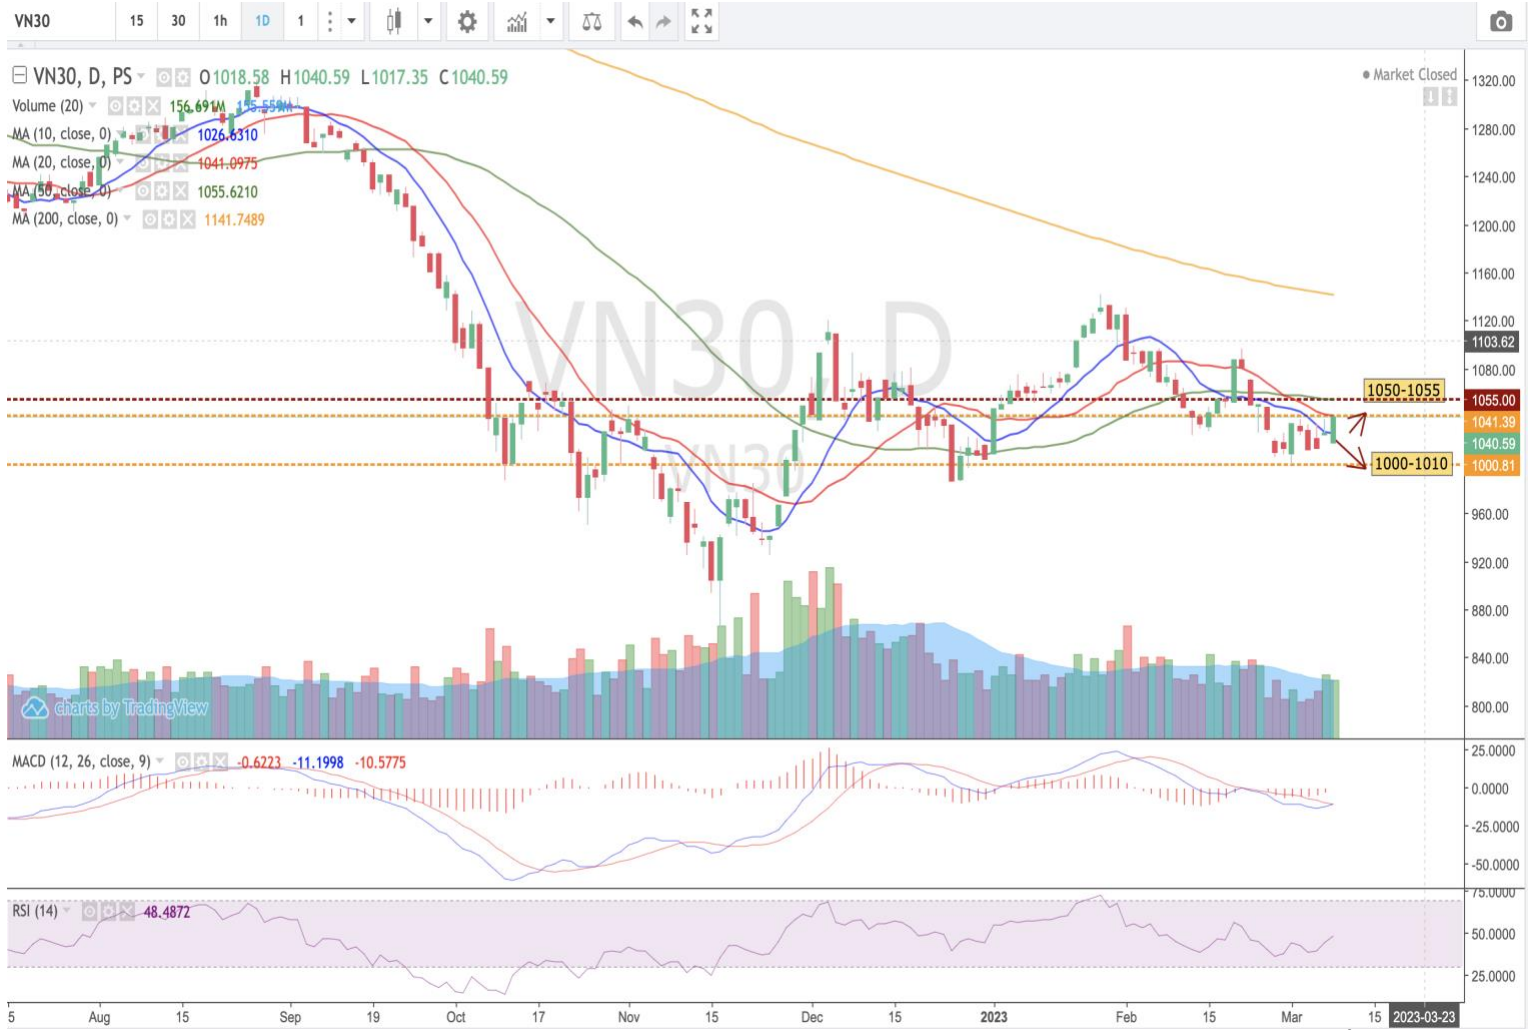 VN30 15 30 1h 1D 1
VN30, D, PS O1018.58 H1040.59 L1017.35 C1040.59
Market Closed
Volume (20) 156.691M 155.559M
MA (10, close, 0) 1026.6310
MA (20, close, 0) 1041.0975
MA (50, close, 0) 1055.6210
MA (200, close, 0) 1141.7489
VN30, D
VN30
1320.00
1280.00
1240.00
1200.00
1160.00
1120.00
1103.62
1080.00
1050-1055
1055.00
1041.39
1040.59
1000-1010
1000.81
960.00
920.00
880.00
840.00
800.00
charts by TradingView
MACD (12, 26, close, 9) -0.6223 -11.1998 -10.5775
25.0000
0.0000
-25.0000
-50.0000
RSI (14) 48.4872
75.0000
50.0000
25.0000
5 Aug 15 Sep 19 Oct 17 Nov 15 Dec 15 2023 Feb 15 Mar 15 2023-03-23